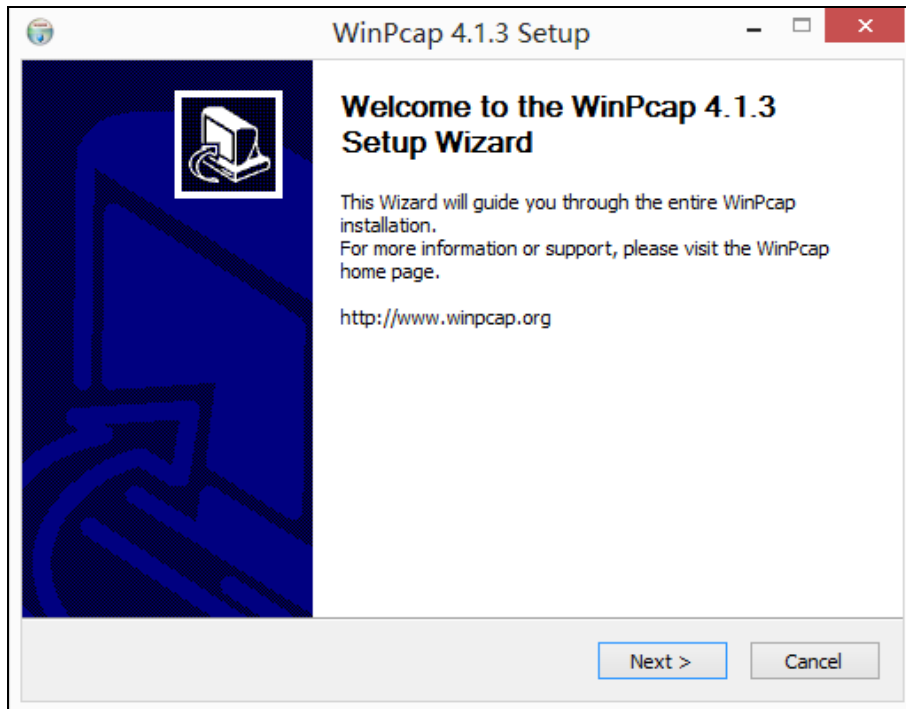 WinPcap 4.1.3 Setup
Welcome to the WinPcap 4.1.3
Setup Wizard
This Wizard will guide you through the entire WinPcap
installation.
For more information or support, please visit the WinPcap
home page.
http://www.winpcap.org
Next >
Cancel